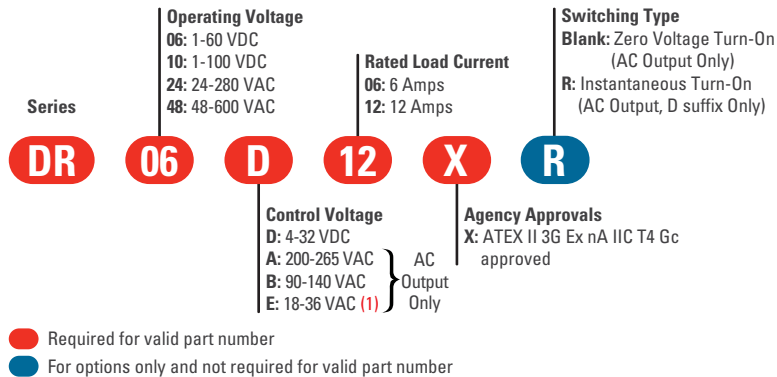 Operating Voltage
06: 1-60 VDC
10: 1-100 VDC
24: 24-280 VAC
48: 48-600 VAC
Rated Load Current
06: 6 Amps
12: 12 Amps
Switching Type
Blank: Zero Voltage Turn-On
(AC Output Only)
R: Instantaneous Turn-On
(AC Output, D suffix Only)
Series
DR 06 D 12 X R
Control Voltage
D: 4-32 VDC
A: 200-265 VAC
B: 90-140 VAC
E: 18-36 VAC (1)
AC
Output
Only
Agency Approvals
X: ATEX II 3G Ex nA IIC T4 Gc
approved
Required for valid part number
For options only and not required for valid part number